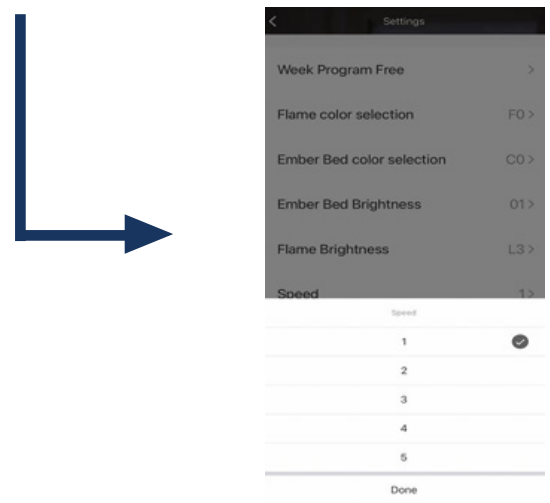 Settings
Week Program Free
Flame color selection F0
Ember Bed color selection C0
Ember Bed Brightness 01
Flame Brightness L3
Speed 1
Speed
1
2
3
4
5
Done